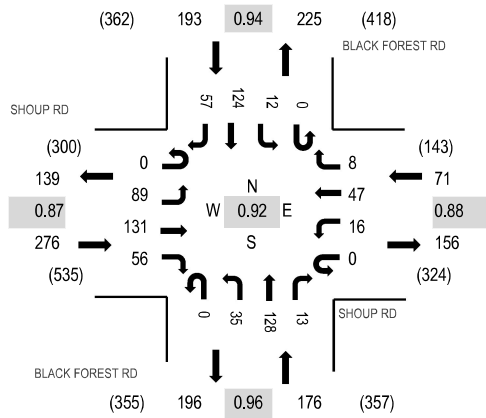 (362) 193 0.94 225 (418)
BLACK FOREST RD
57 124 12 0
SHOUP RD
(300)
139
0.87
276
(535)
0
89
131
56
N
W 0.92 E
S
8
47
16
0
(143)
71
0.88
156
(324)
0 35 128 13
SHOUP RD
BLACK FOREST RD
(355) 196 0.96 176 (357)